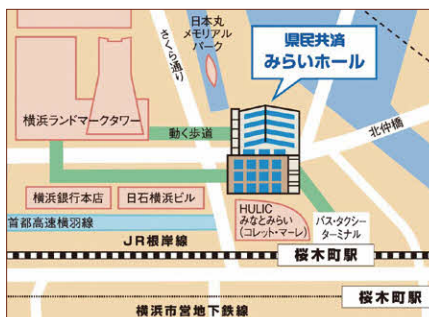 日本丸
メモリアル
パーク
さくら通り
県民共済
みらいホール
横浜ランドマークタワー
動く歩道
北仲橋
横浜銀行本店
日石横浜ビル
HULIC
みなとみらい
(コレット・マーレ)
バス・タクシー
ターミナル
首都高速横羽線
JR根岸線
桜木町駅
桜木町駅
横浜市営地下鉄線